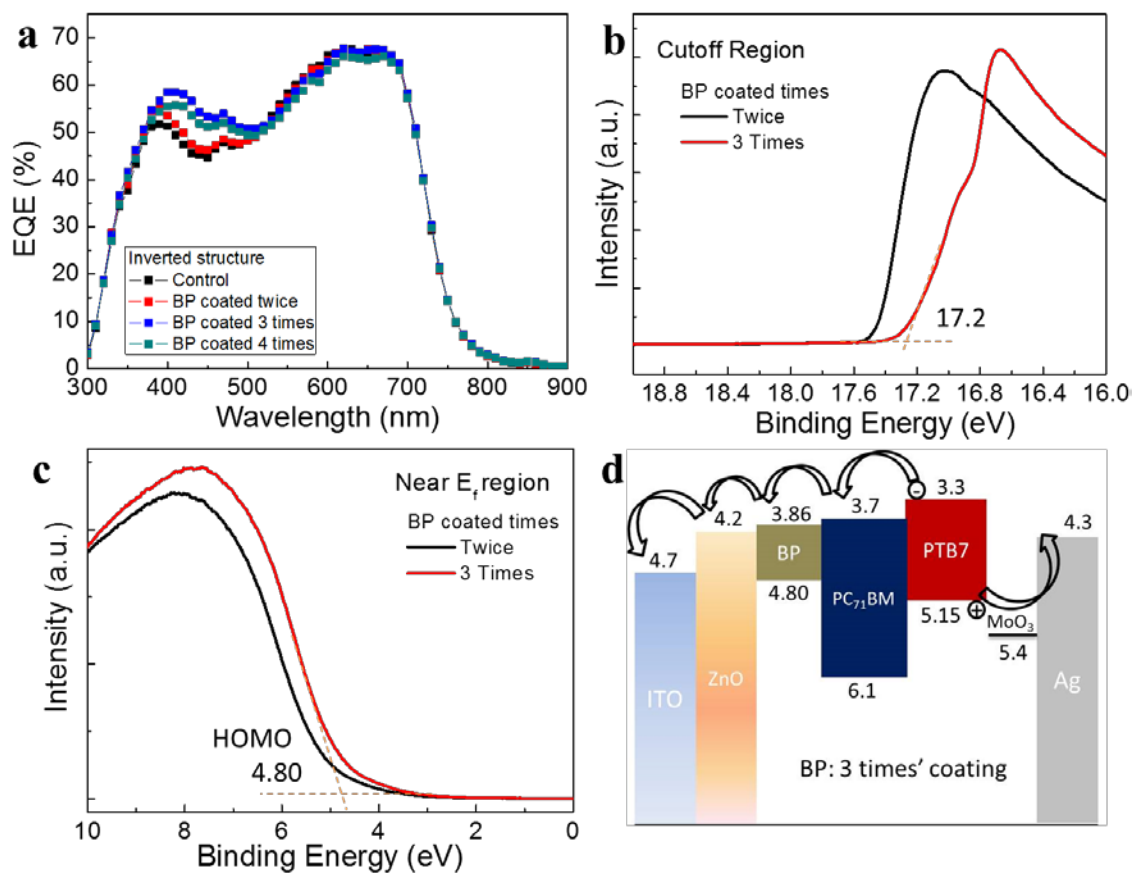 a
EQE (%)
70
60
50
40
30
20
10
0
Inverted structure
Control
BP coated twice
BP coated 3 times
BP coated 4 times
300 400 500 600 700 800 900
Wavelength (nm)
b
Cutoff Region
BP coated times
Twice
3 Times
17.2
Intensity (a.u.)
18.8 18.4 18.0 17.6 17.2 16.8 16.4 16.0
Binding Energy (eV)
c
Near Ef region
BP coated times
Twice
3 Times
HOMO
4.80
Intensity (a.u.)
10 8 6 4 2 0
Binding Energy (eV)
d
- 3.3
4.2 3.86 3.7 4.3
4.7
BP
PTB7
4.80
PC71BM
5.15 +
MoO3
5.4
ITO ZnO Ag
6.1
BP: 3 times' coating